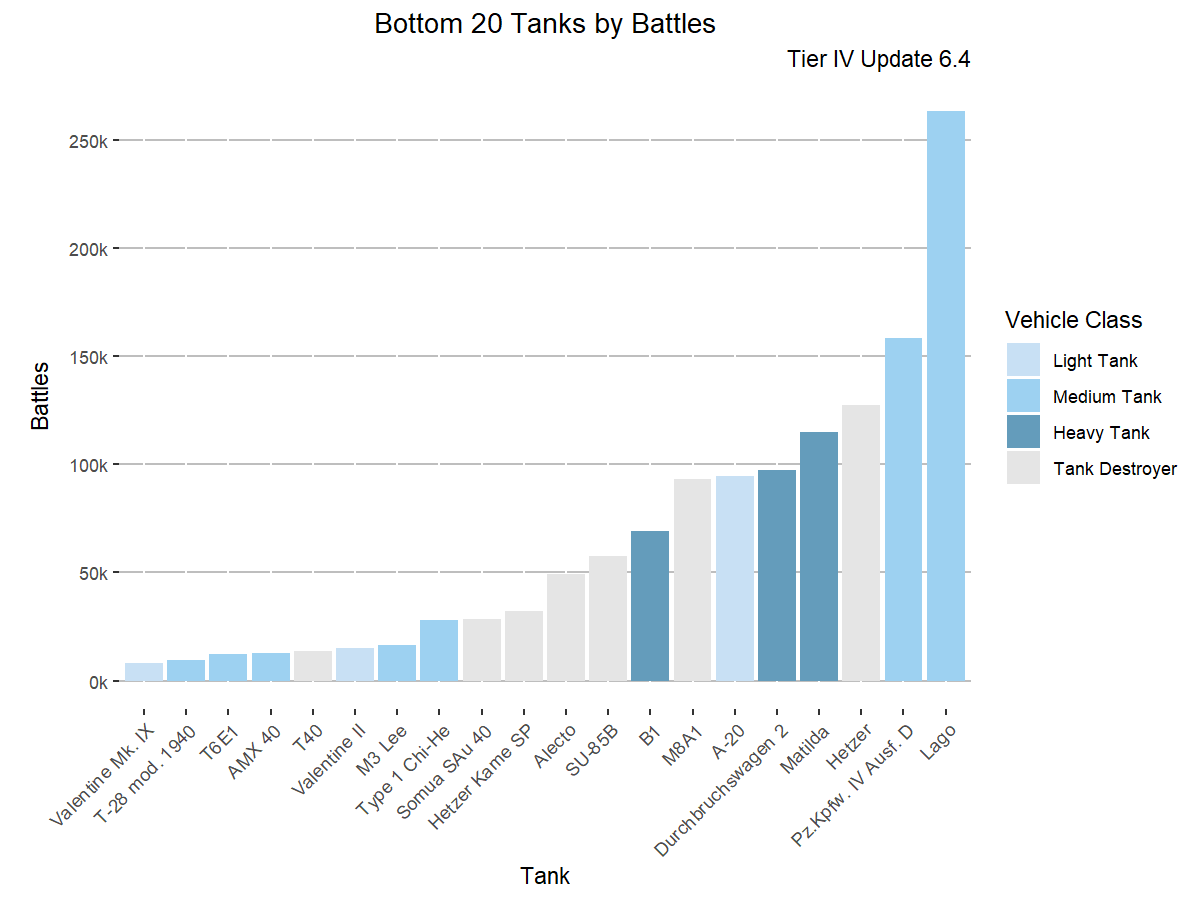 Bottom 20 Tanks by Battles
Tier IV Update 6.4
Battles
250k
200k
150k
100k
50k
0k
Valentine Mk. IX
T-28 mod. 1940
T6E1
AMX 40
T40
Valentine II
M3 Lee
Type 1 Chi-He
Somua SAu 40
Hetzer Kame SP
Alecto
SU-85B
B1
M8A1
A-20
Durchbruchswagen 2
Matilda
Hetzer
Pz.Kpfw. IV Ausf. D
Lago
Tank
Vehicle Class
Light Tank
Medium Tank
Heavy Tank
Tank Destroyer